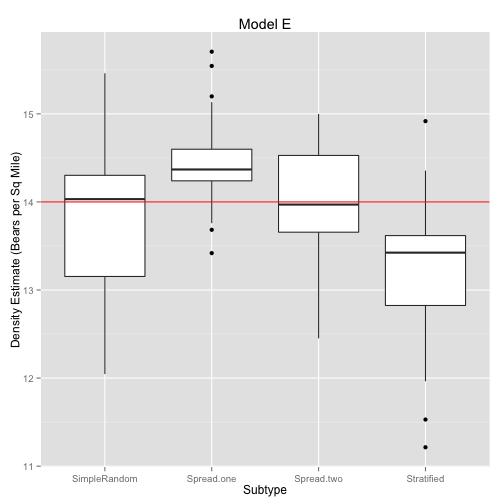 Model E
Density Estimate (Bears per Sq Mile)
15
14
13
12
11
SimpleRandom Spread.one Spread.two Stratified
Subtype